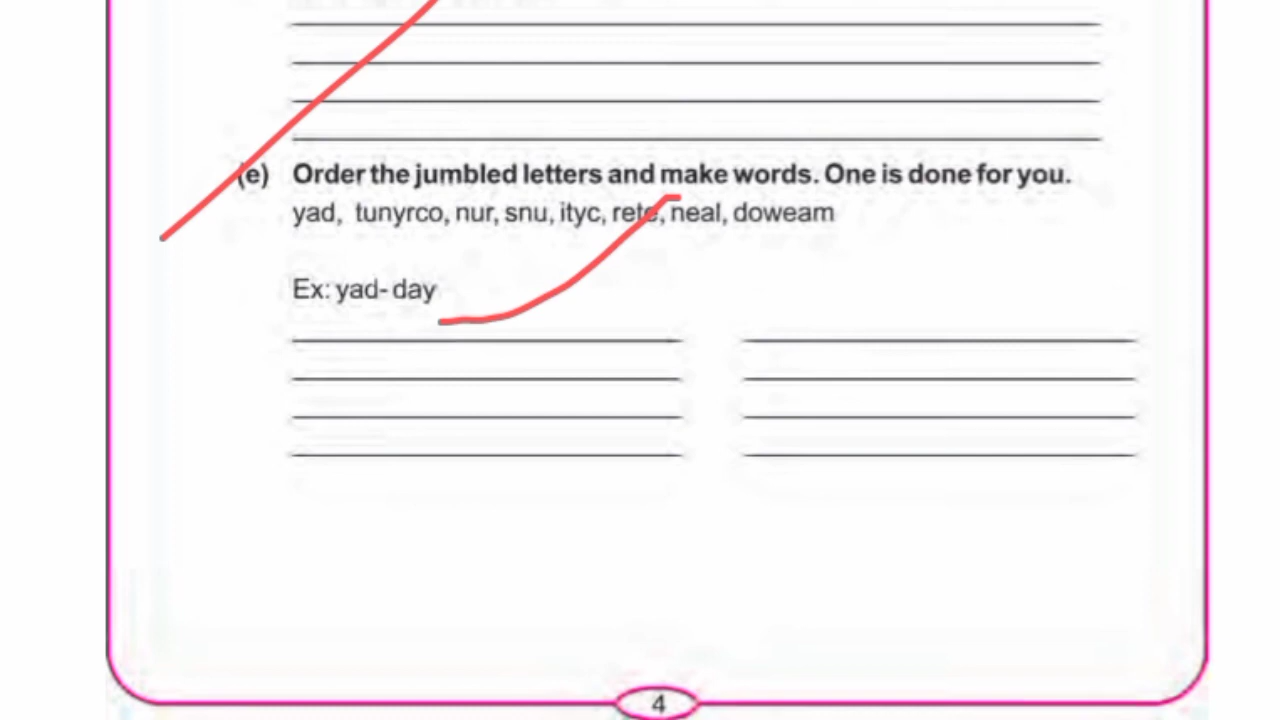 (e) Order the jumbled letters and make words. One is done for you.
yad, tunyrco, nur, snu, ityc, rete, neal, doweam
Ex: yad- day
4